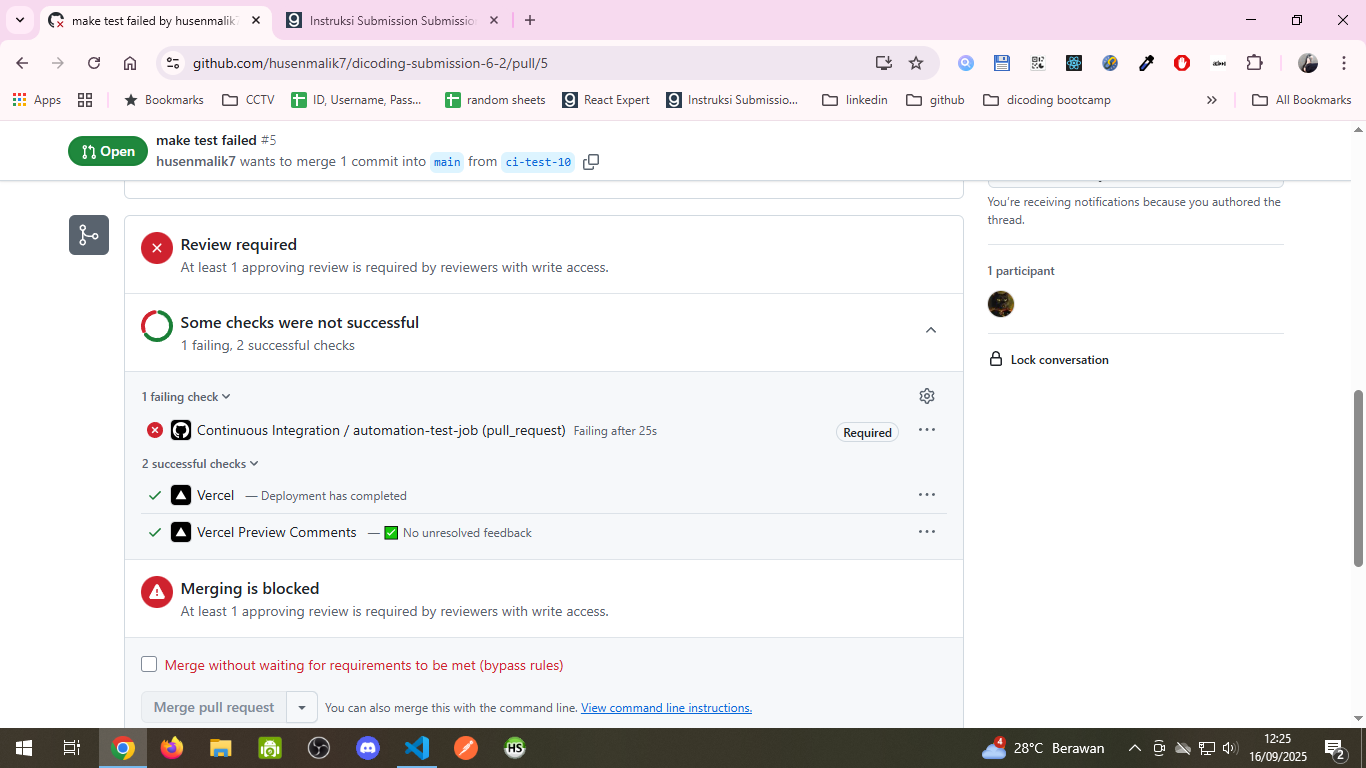 make test failed by husenmalik7
Instruksi Submission Submissio
github.com/husenmalik7/dicoding-submission-6-2/pull/5
Apps
Bookmarks
CCTV
ID, Username, Pass...
random sheets
React Expert
Instruksi Submissio...
linkedin
github
dicoding bootcamp
All Bookmarks
Open
make test failed #5
husenmalik7 wants to merge 1 commit into main from ci-test-10
You're receiving notifications because you authored the
thread.
1 participant
Lock conversation
Review required
At least 1 approving review is required by reviewers with write access.
Some checks were not successful
1 failing, 2 successful checks
1 failing check
Continuous Integration / automation-test-job (pull_request) Failing after 25s
Required
2 successful checks
Vercel — Deployment has completed
Vercel Preview Comments — ✅ No unresolved feedback
Merging is blocked
At least 1 approving review is required by reviewers with write access.
Merge without waiting for requirements to be met (bypass rules)
Merge pull request
You can also merge this with the command line. View command line instructions.
HS
4
28°C Berawan
12:25
16/09/2025
2